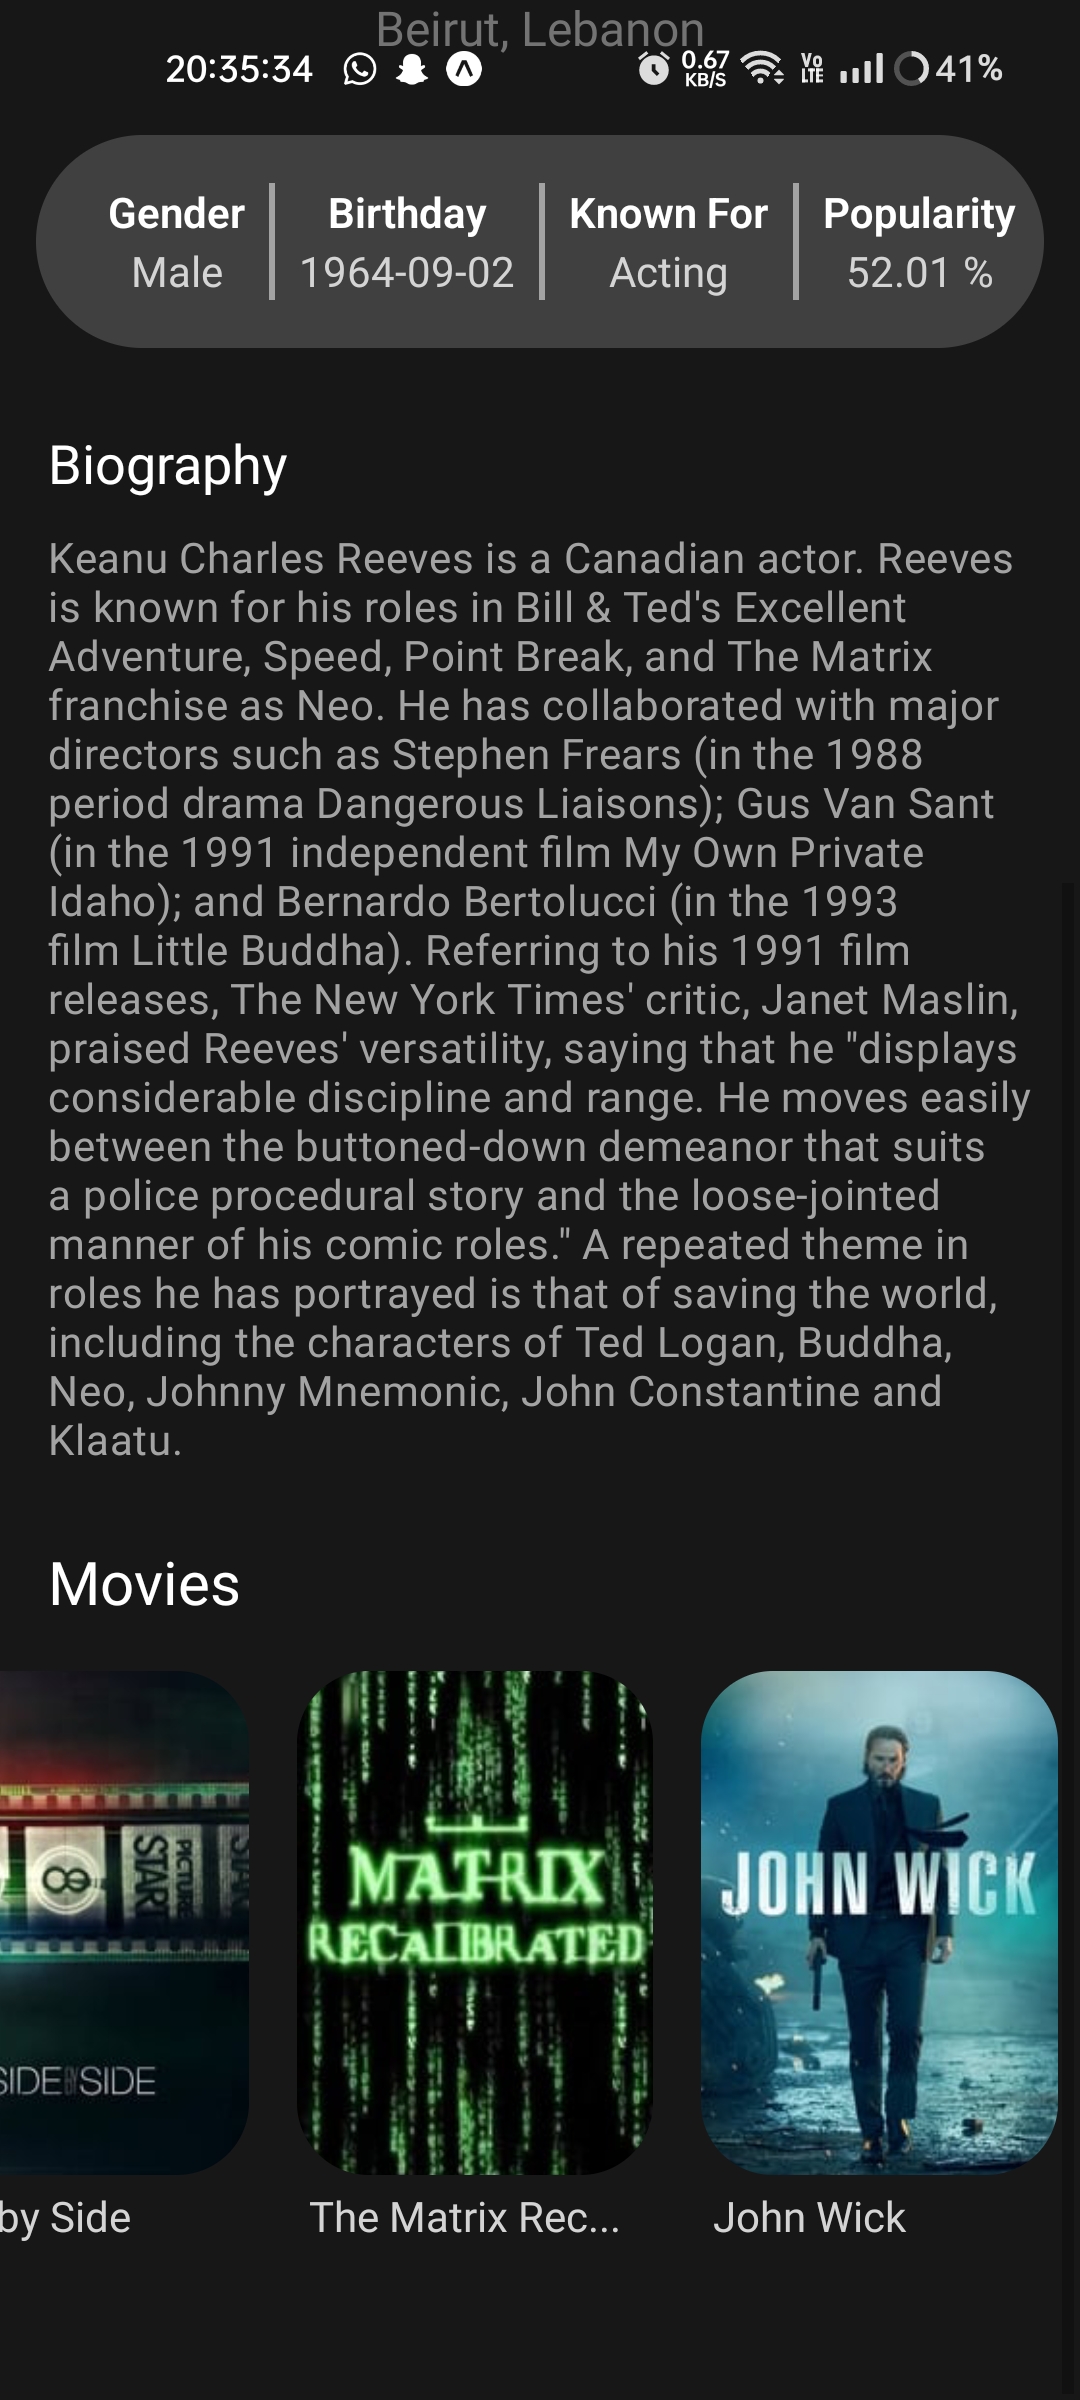 Beirut, Lebanon
20:35:34 0.67 KB/S Vo LTE 41%
Gender Birthday Known For Popularity
Male 1964-09-02 Acting 52.01 %
Biography
Keanu Charles Reeves is a Canadian actor. Reeves
is known for his roles in Bill & Ted's Excellent
Adventure, Speed, Point Break, and The Matrix
franchise as Neo. He has collaborated with major
directors such as Stephen Frears (in the 1988
period drama Dangerous Liaisons); Gus Van Sant
(in the 1991 independent film My Own Private
Idaho); and Bernardo Bertolucci (in the 1993
film Little Buddha). Referring to his 1991 film
releases, The New York Times' critic, Janet Maslin,
praised Reeves' versatility, saying that he "displays
considerable discipline and range. He moves easily
between the buttoned-down demeanor that suits
a police procedural story and the loose-jointed
manner of his comic roles." A repeated theme in
roles he has portrayed is that of saving the world,
including the characters of Ted Logan, Buddha,
Neo, Johnny Mnemonic, John Constantine and
Klaatu.
Movies
8 START PICTURE STAR
SIDE BY SIDE
MATRIX
RECALIBRATED
JOHN WICK
by Side The Matrix Rec... John Wick